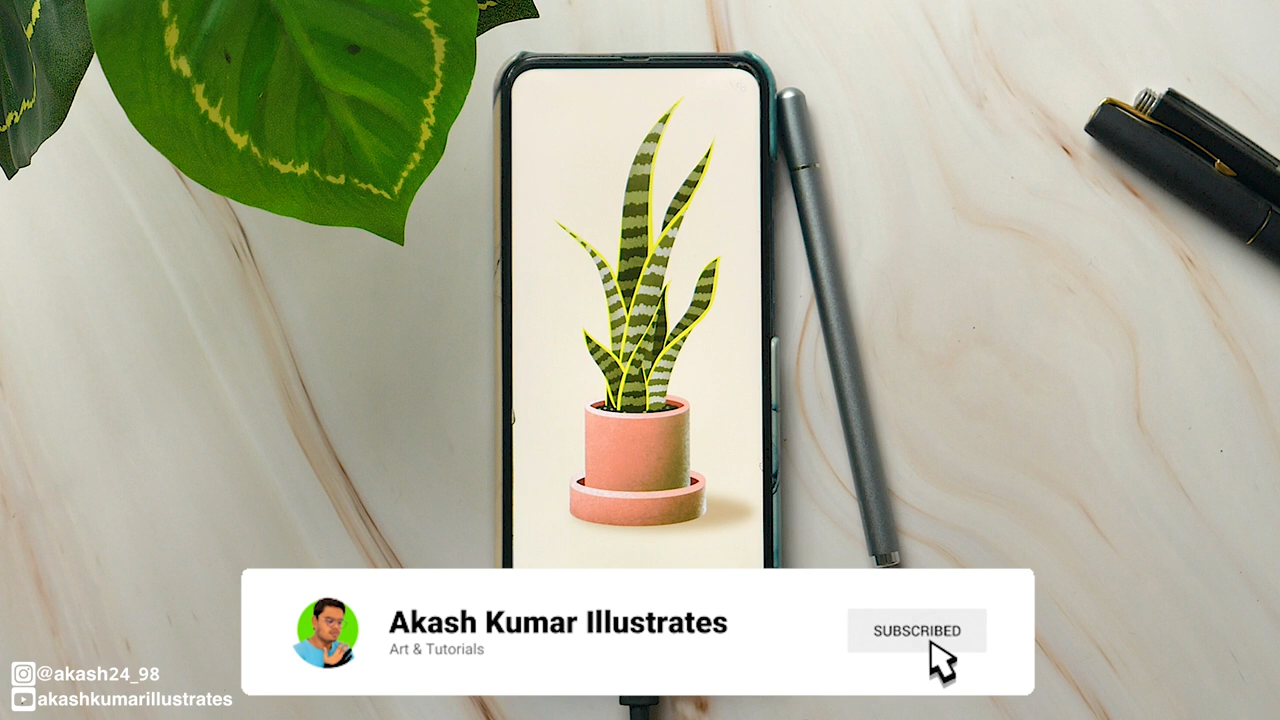 Akash Kumar Illustrates
Art & Tutorials
SUBSCRIBED
@akash24_98
akashkumarillustrates